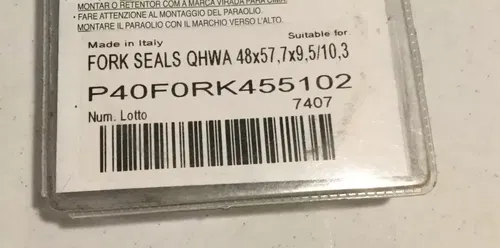 MONTAR O RETENTOR COM A MARCA VIRADA PARA CIMA.
• FARE ATTENZIONE AL MONTAGGIO DEL PARAOLIO.
MONTARE IL PARAOLIO CON IL MARCHIO VERSO L'ALTO.
Made in Italy Suitable for
FORK SEALS QHWA 48x57,7x9,5/10,3
P40FORK455102
Num. Lotto 7407